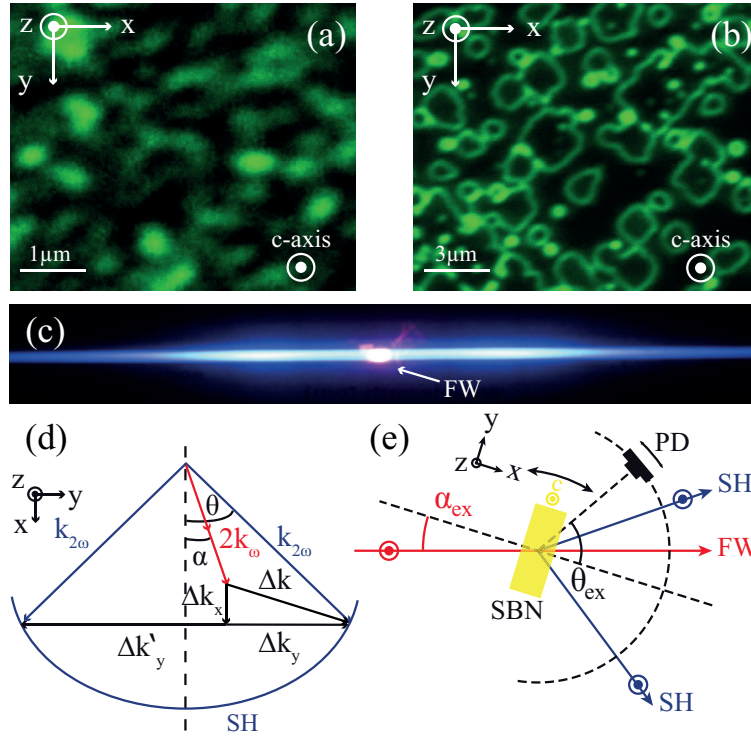 z
x
(a)
y
1μm
c-axis
z
x
(b)
y
3μm
c-axis
(c)
FW
(d)
z
y
x
k2ω
θ
α
2kω
k2ω
Δkx
Δk
Δk‵y
Δky
SH
(e)
y
z
x
PD
SH
αex
c
FW
θex
SBN
SH